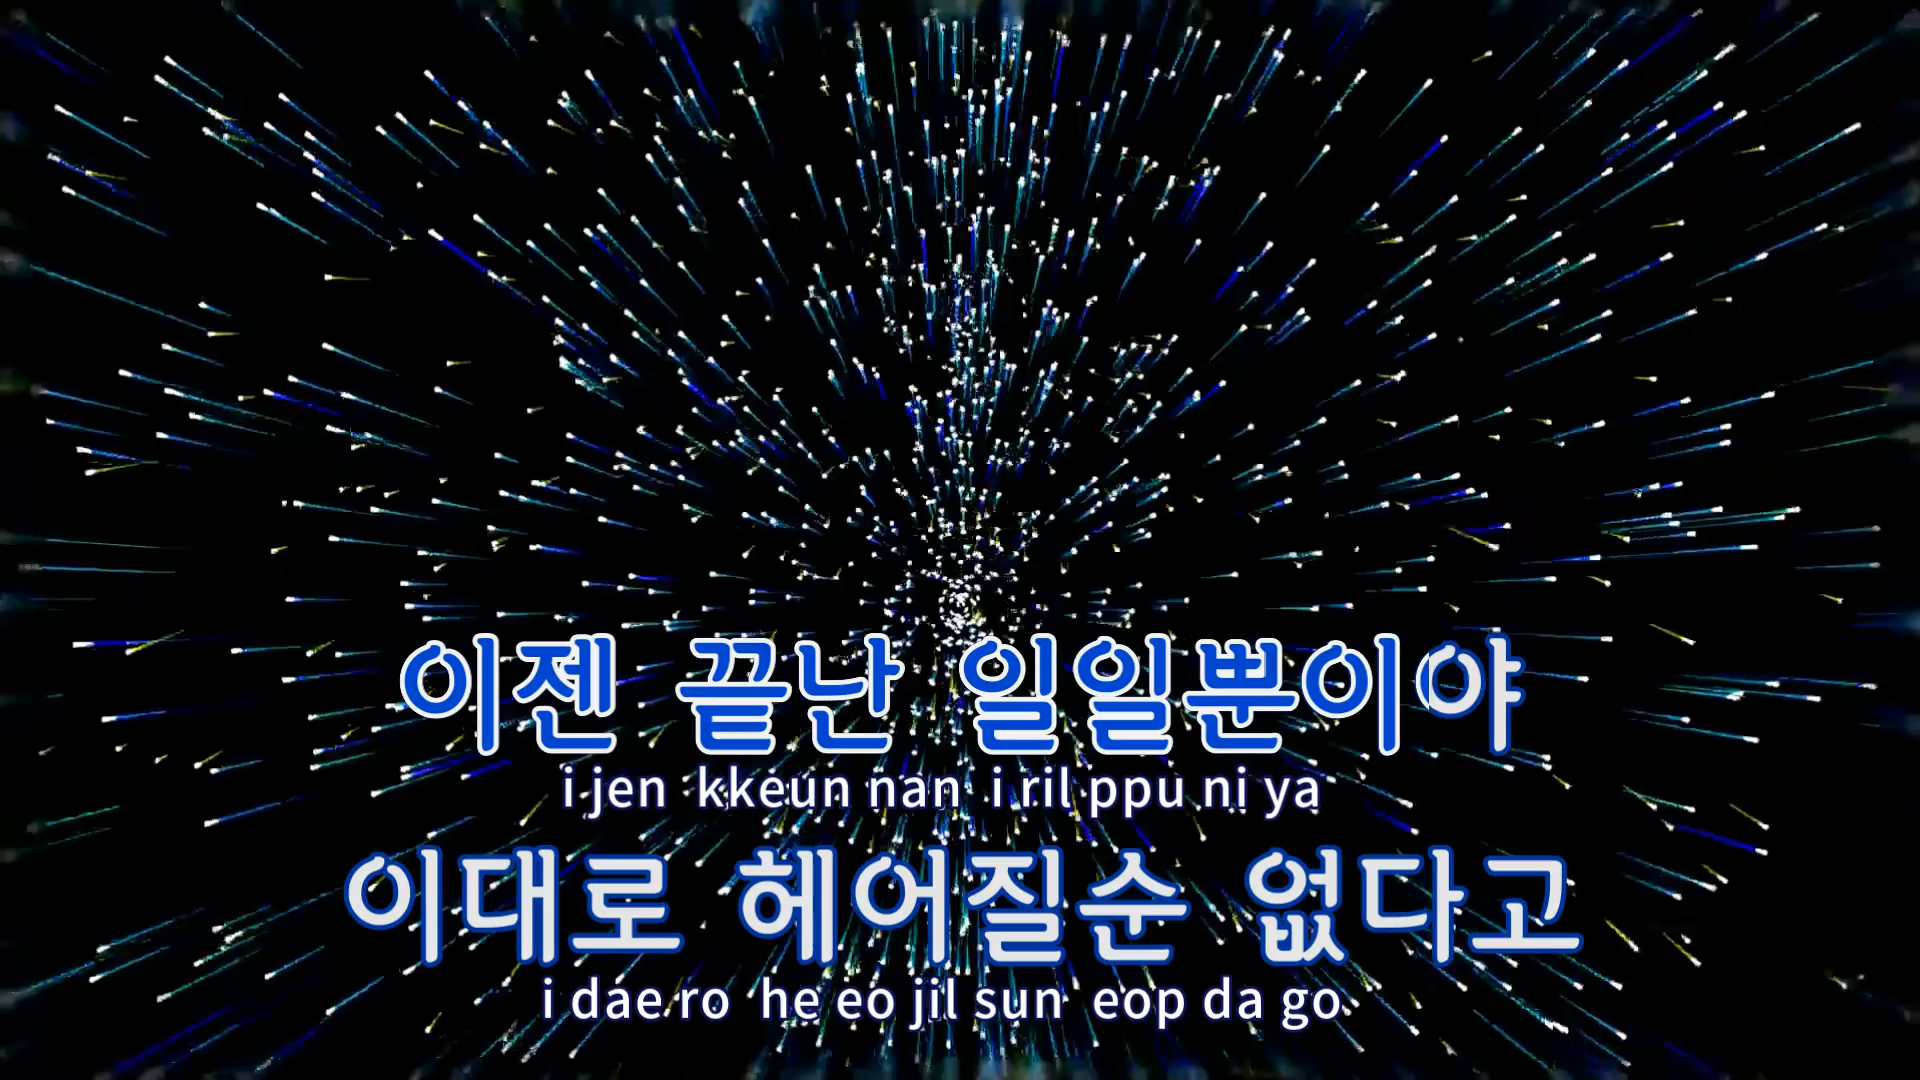 이젠 끝난 일일뿐이야
i jen kkeun nan i ril ppu ni ya
이대로 헤어질순 없다고
i dae ro he eo jil sun eop da go